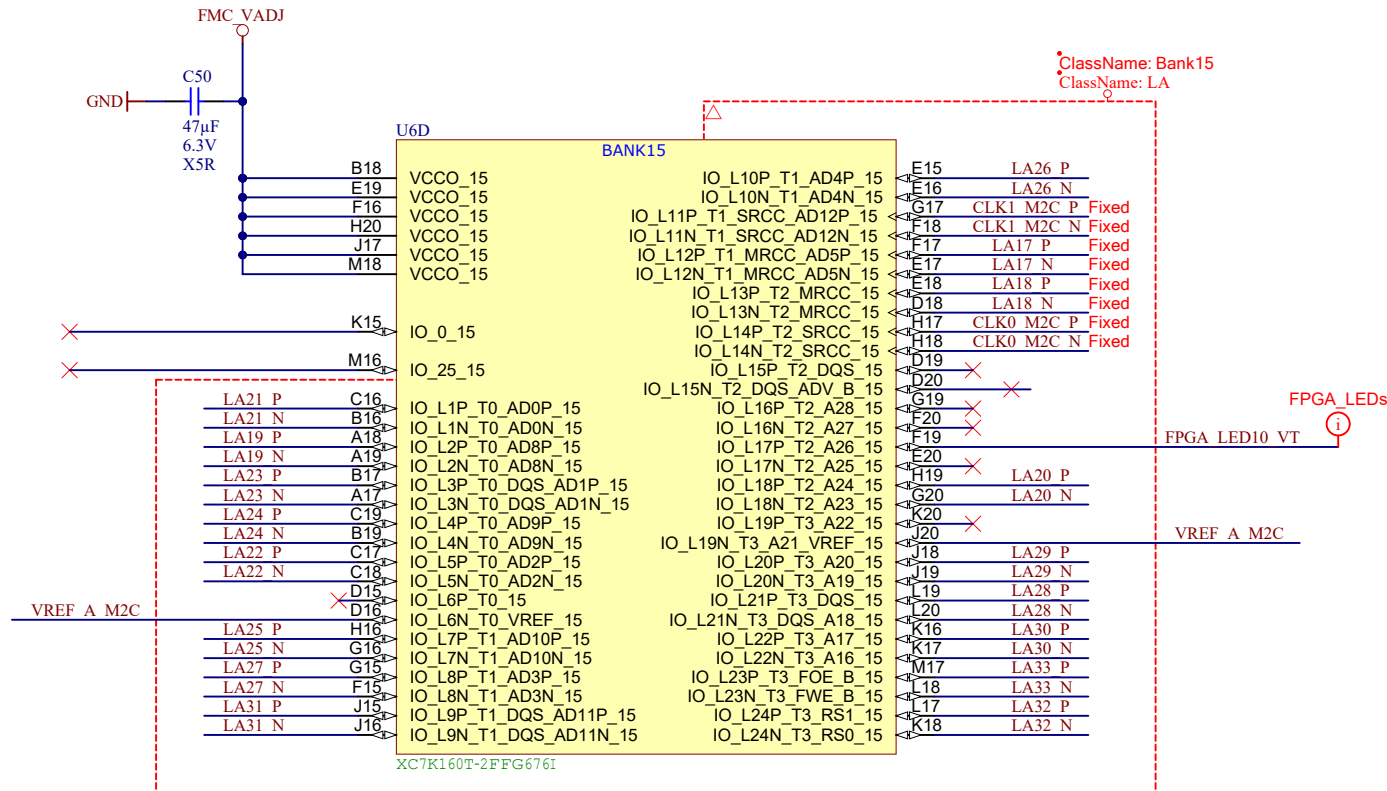 FMC_VADJ
C50
GND
47µF
6.3V
X5R
ClassName: Bank15
ClassName: LA
U6D
BANK15
B18 VCCO_15
E19 VCCO_15
F16 VCCO_15
H20 VCCO_15
J17 VCCO_15
M18 VCCO_15
K15 IO_0_15
M16 IO_25_15
LA21_P C16 IO_L1P_T0_AD0P_15
LA21_N B16 IO_L1N_T0_AD0N_15
LA19_P A18 IO_L2P_T0_AD8P_15
LA19_N A19 IO_L2N_T0_AD8N_15
LA23_P B17 IO_L3P_T0_DQS_AD1P_15
LA23_N A17 IO_L3N_T0_DQS_AD1N_15
LA24_P C19 IO_L4P_T0_AD9P_15
LA24_N B19 IO_L4N_T0_AD9N_15
LA22_P C17 IO_L5P_T0_AD2P_15
LA22_N C18 IO_L5N_T0_AD2N_15
D15 IO_L6P_T0_15
VREF_A_M2C D16 IO_L6N_T0_VREF_15
LA25_P H16 IO_L7P_T1_AD10P_15
LA25_N G16 IO_L7N_T1_AD10N_15
LA27_P G15 IO_L8P_T1_AD3P_15
LA27_N F15 IO_L8N_T1_AD3N_15
LA31_P J15 IO_L9P_T1_DQS_AD11P_15
LA31_N J16 IO_L9N_T1_DQS_AD11N_15
IO_L10P_T1_AD4P_15 E15 LA26_P
IO_L10N_T1_AD4N_15 E16 LA26_N
IO_L11P_T1_SRCC_AD12P_15 G17 CLK1_M2C_P Fixed
IO_L11N_T1_SRCC_AD12N_15 F18 CLK1_M2C_N Fixed
IO_L12P_T1_MRCC_AD5P_15 F17 LA17_P Fixed
IO_L12N_T1_MRCC_AD5N_15 E17 LA17_N Fixed
IO_L13P_T2_MRCC_15 E18 LA18_P Fixed
IO_L13N_T2_MRCC_15 D18 LA18_N Fixed
IO_L14P_T2_SRCC_15 H17 CLK0_M2C_P Fixed
IO_L14N_T2_SRCC_15 H18 CLK0_M2C_N Fixed
IO_L15P_T2_DQS_15 D19
IO_L15N_T2_DQS_ADV_B_15 D20
IO_L16P_T2_A28_15 G19
IO_L16N_T2_A27_15 F20
IO_L17P_T2_A26_15 F19 FPGA_LED10_VT
FPGA_LEDs
i
IO_L17N_T2_A25_15 E20
IO_L18P_T2_A24_15 H19 LA20_P
IO_L18N_T2_A23_15 G20 LA20_N
IO_L19P_T3_A22_15 K20
IO_L19N_T3_A21_VREF_15 J20 VREF_A_M2C
IO_L20P_T3_A20_15 J18 LA29_P
IO_L20N_T3_A19_15 J19 LA29_N
IO_L21P_T3_DQS_15 L19 LA28_P
IO_L21N_T3_DQS_A18_15 L20 LA28_N
IO_L22P_T3_A17_15 K16 LA30_P
IO_L22N_T3_A16_15 K17 LA30_N
IO_L23P_T3_FOE_B_15 M17 LA33_P
IO_L23N_T3_FWE_B_15 L18 LA33_N
IO_L24P_T3_RS1_15 L17 LA32_P
IO_L24N_T3_RS0_15 K18 LA32_N
XC7K160T-2FFG676I